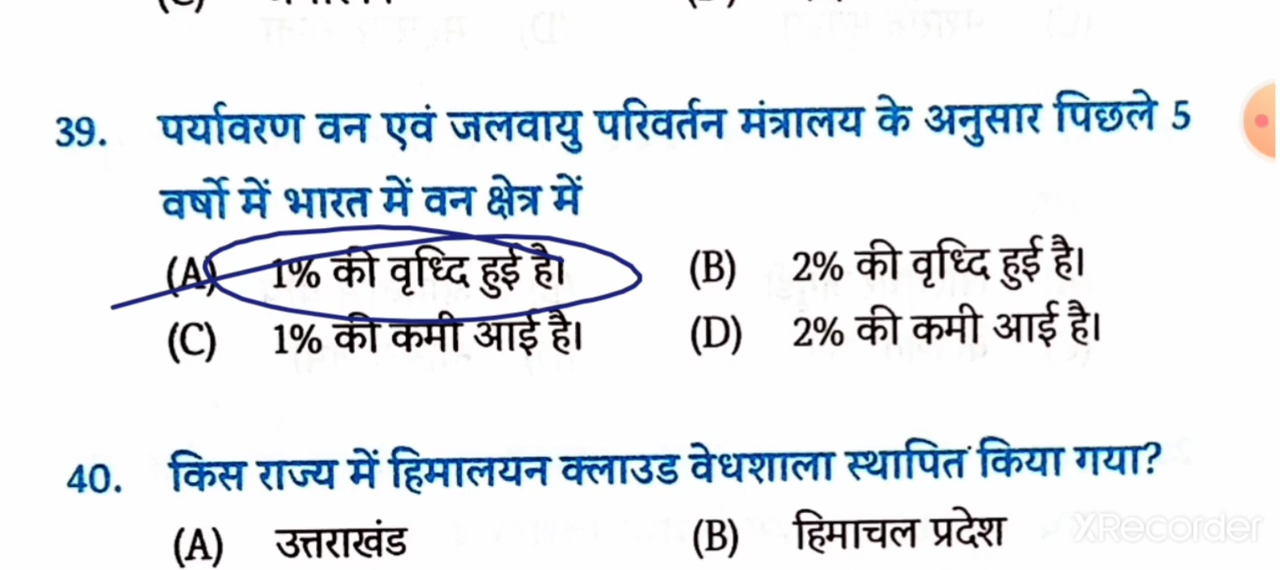 39. पर्यावरण वन एवं जलवायु परिवर्तन मंत्रालय के अनुसार पिछले 5
वर्षो में भारत में वन क्षेत्र में
(A) 1% की वृध्दि हुई है। (B) 2% की वृध्दि हुई है।
(C) 1% की कमी आई है। (D) 2% की कमी आई है।
40. किस राज्य में हिमालयन क्लाउड वेधशाला स्थापित किया गया?
(A) उत्तराखंड (B) हिमाचल प्रदेश
XRecorder